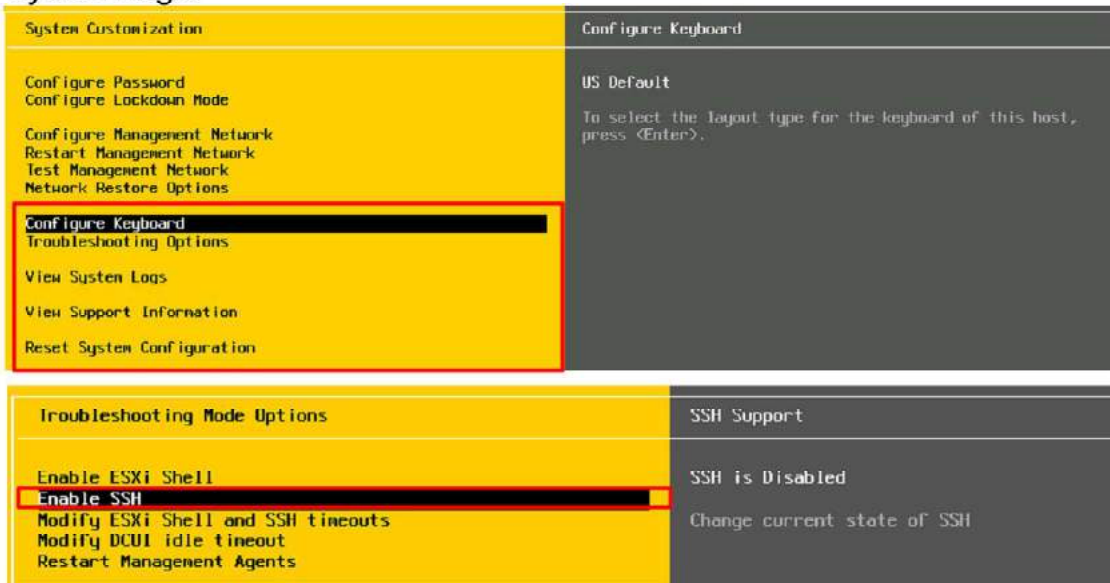 System Customization
Configure Keyboard
Configure Password
Configure Lockdown Mode
Configure Management Network
Restart Management Network
Test Management Network
Network Restore Options
Configure Keyboard
Troubleshooting Options
View System Logs
View Support Information
Reset System Configuration
US Default
To select the layout type for the keyboard of this host,
press <Enter>.
Troubleshooting Mode Options
SSH Support
Enable ESXi Shell
Enable SSH
Modify ESXi Shell and SSH timeouts
Modify DCUI idle timeout
Restart Management Agents
SSH is Disabled
Change current state of SSH